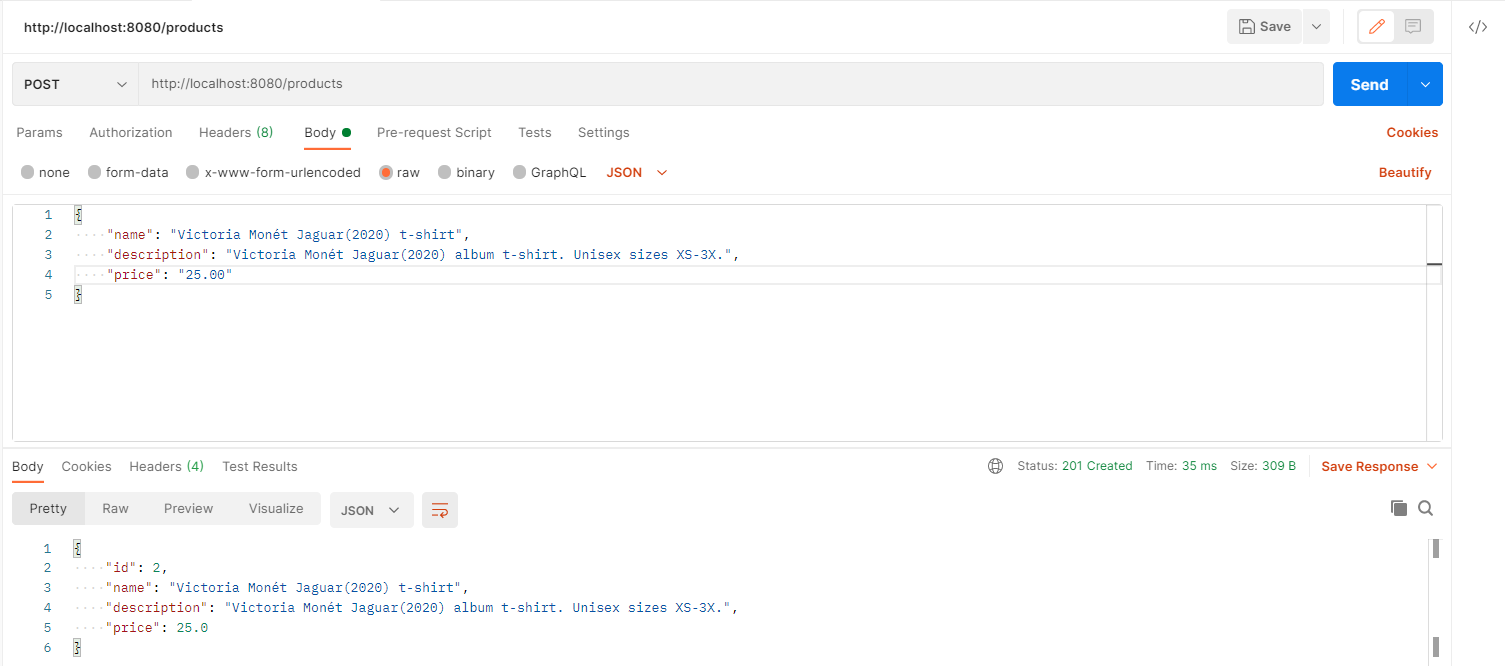 http://localhost:8080/products Save </>
POST http://localhost:8080/products Send
Params Authorization Headers (8) Body Pre-request Script Tests Settings Cookies
none form-data x-www-form-urlencoded raw binary GraphQL JSON Beautify
1 {
2 ····"name": "Victoria Monét Jaguar(2020) t-shirt",
3 ····"description": "Victoria Monét Jaguar(2020) album t-shirt. Unisex sizes XS-3X.",
4 ····"price": "25.00"
5 }
Body Cookies Headers (4) Test Results Status: 201 Created Time: 35 ms Size: 309 B Save Response
Pretty Raw Preview Visualize JSON
1 {
2 ····"id": 2,
3 ····"name": "Victoria Monét Jaguar(2020) t-shirt",
4 ····"description": "Victoria Monét Jaguar(2020) album t-shirt. Unisex sizes XS-3X.",
5 ····"price": 25.0
6 }